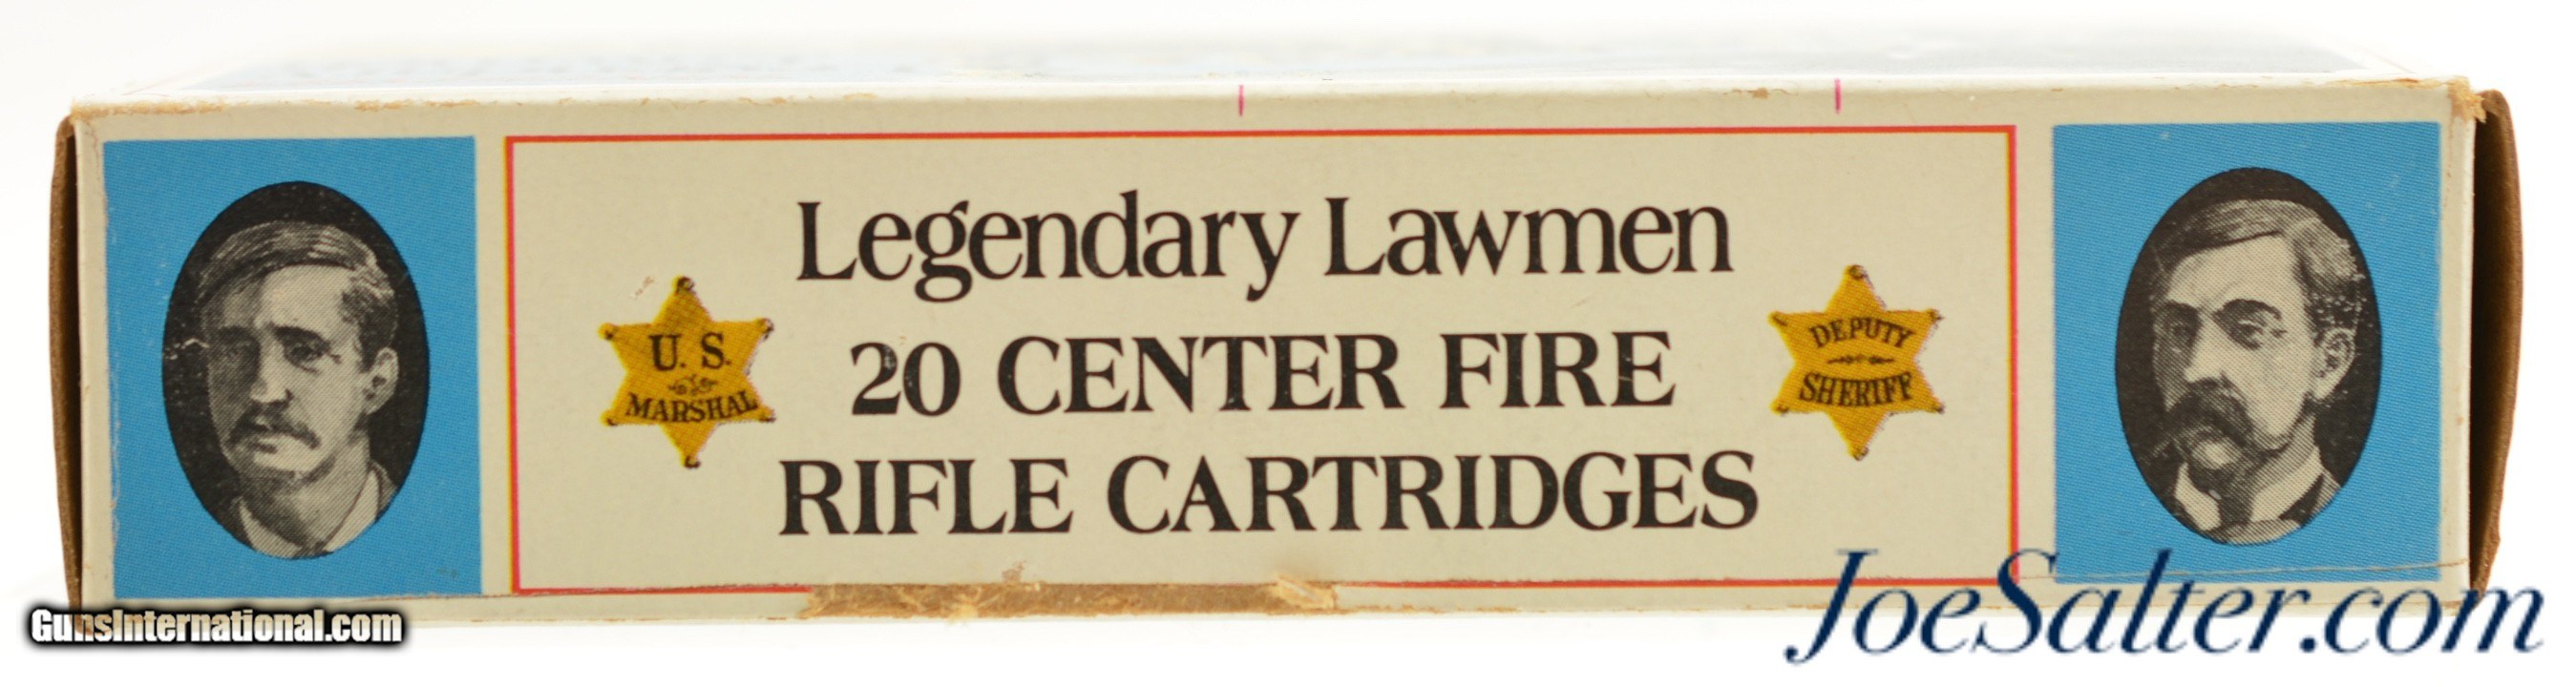 Legendary Lawmen
U. S.
MARSHAL
20 CENTER FIRE
DEPUTY
SHERIFF
RIFLE CARTRIDGES
GunsInternational.com
JoeSalter.com